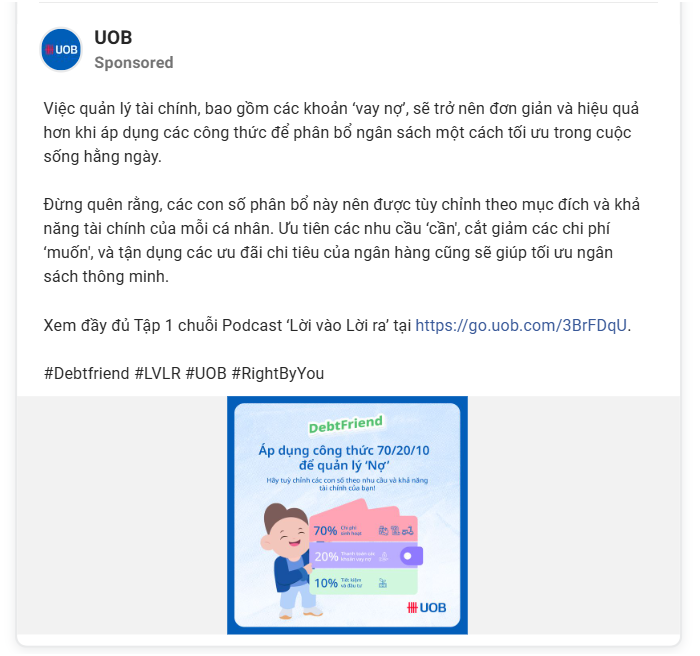 UOB
UOB
Sponsored
Việc quản lý tài chính, bao gồm các khoản ‘vay nợ’, sẽ trở nên đơn giản và hiệu quả
hơn khi áp dụng các công thức để phân bổ ngân sách một cách tối ưu trong cuộc
sống hằng ngày.
Đừng quên rằng, các con số phân bổ này nên được tùy chỉnh theo mục đích và khả
năng tài chính của mỗi cá nhân. Ưu tiên các nhu cầu ‘cần', cắt giảm các chi phí
‘muốn', và tận dụng các ưu đãi chi tiêu của ngân hàng cũng sẽ giúp tối ưu ngân
sách thông minh.
Xem đầy đủ Tập 1 chuỗi Podcast ‘Lời vào Lời ra’ tại https://go.uob.com/3BrFDqU.
#Debtfriend #LVLR #UOB #RightByYou
DebtFriend
Áp dụng công thức 70/20/10
để quản lý ‘Nợ’
Hãy tuỳ chỉnh các con số theo nhu cầu và khả năng
tài chính của bạn!
70% Chi phí
sinh hoạt
20% Thanh toán các
khoản vay nợ
10% Tiết kiệm
và đầu tư
UOB